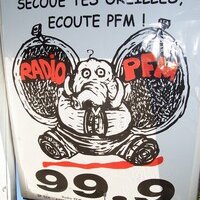 SECOUE TES OREILLES,
ECOUTE PFM !
RADIO PFM
99.9